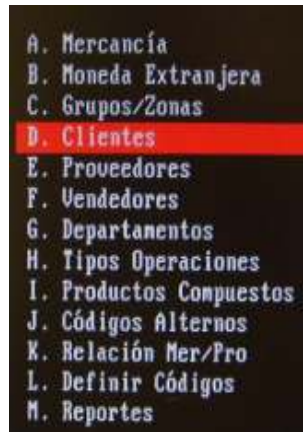 A. Mercancía
B. Moneda Extranjera
C. Grupos/Zonas
D. Clientes
E. Proveedores
F. Vendedores
G. Departamentos
H. Tipos Operaciones
I. Productos Compuestos
J. Códigos Alternos
K. Relación Mer/Pro
L. Definir Códigos
M. Reportes